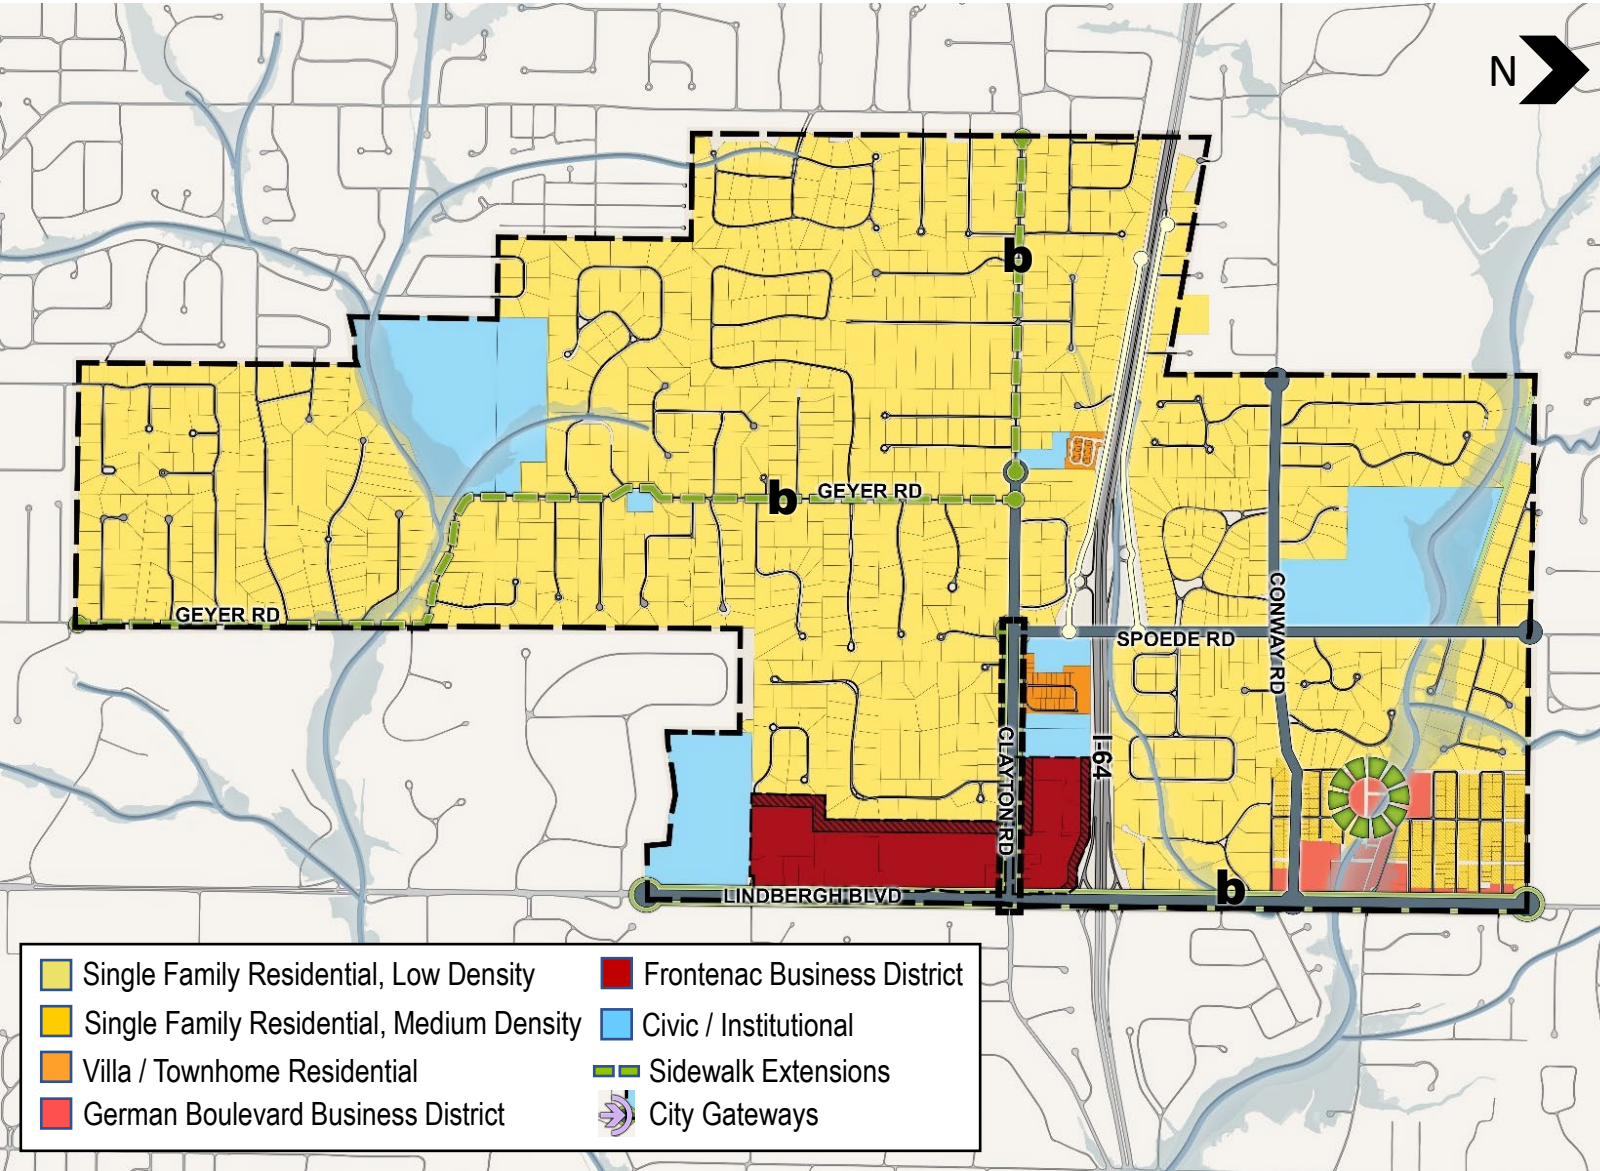 N
b
b
GEYER RD
GEYER RD
SPOEDE RD
CONWAY RD
CLAYTON RD
I-64
LINDBERGH BLVD
b
Single Family Residential, Low Density
Single Family Residential, Medium Density
Villa / Townhome Residential
German Boulevard Business District
Frontenac Business District
Civic / Institutional
Sidewalk Extensions
City Gateways